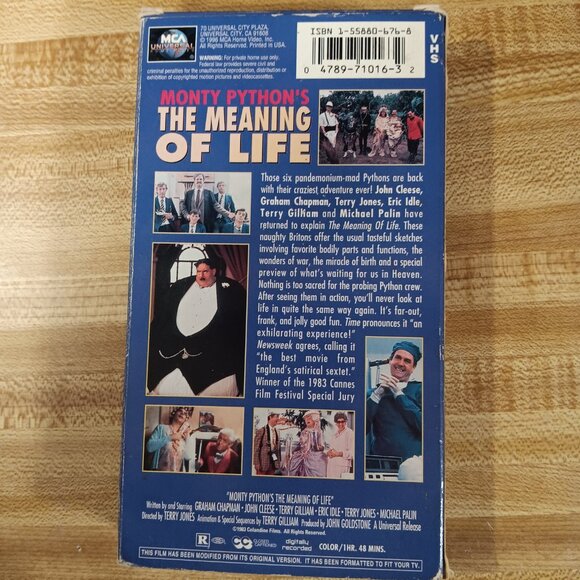 MCA
UNIVERSAL
70 UNIVERSAL CITY PLAZA,
UNIVERSAL CITY, CA 91608
© 1996 MCA Home Video, Inc.
All Rights Reserved. Printed in USA.
WARNING: For private home use only.
Federal law provides severe civil and
criminal penalties for the unauthorized reproduction, distribution or
exhibition of copyrighted motion pictures and videocassettes.
ISBN 1-55880-676-8
0 4789-71016-3 2
VHS
MONTY PYTHON'S
THE MEANING
OF LIFE
Those six pandemonium-mad Pythons are back
with their craziest adventure ever! John Cleese,
Graham Chapman, Terry Jones, Eric Idle,
Terry Gilliam and Michael Palin have
returned to explain The Meaning Of Life. These
naughty Britons offer the usual tasteful sketches
involving favorite bodily parts and functions, the
wonders of war, the miracle of birth and a special
preview of what's waiting for us in Heaven.
Nothing is too sacred for the probing Python crew.
After seeing them in action, you'll never look at
life in quite the same way again. It's far-out,
frank, and jolly good fun. Time pronounces it "an
exhilarating experience!"
Newsweek agrees, calling it
"the best movie from
England's satirical sextet."
Winner of the 1983 Cannes
Film Festival Special Jury
"MONTY PYTHON'S THE MEANING OF LIFE"
Written by and Starring GRAHAM CHAPMAN · JOHN CLEESE · TERRY GILLIAM · ERIC IDLE · TERRY JONES · MICHAEL PALIN
Directed by TERRY JONES Animation & Special Sequences by TERRY GILLIAM Produced by JOHN GOLDSTONE A Universal Release
©1983 Celandine Films. All Rights Reserved.
R
CC CLOSED CAPTIONED
digitally
recorded
COLOR/1HR. 48 MINS.
THIS FILM HAS BEEN MODIFIED FROM ITS ORIGINAL VERSION. IT HAS BEEN FORMATTED TO FIT YOUR TV.